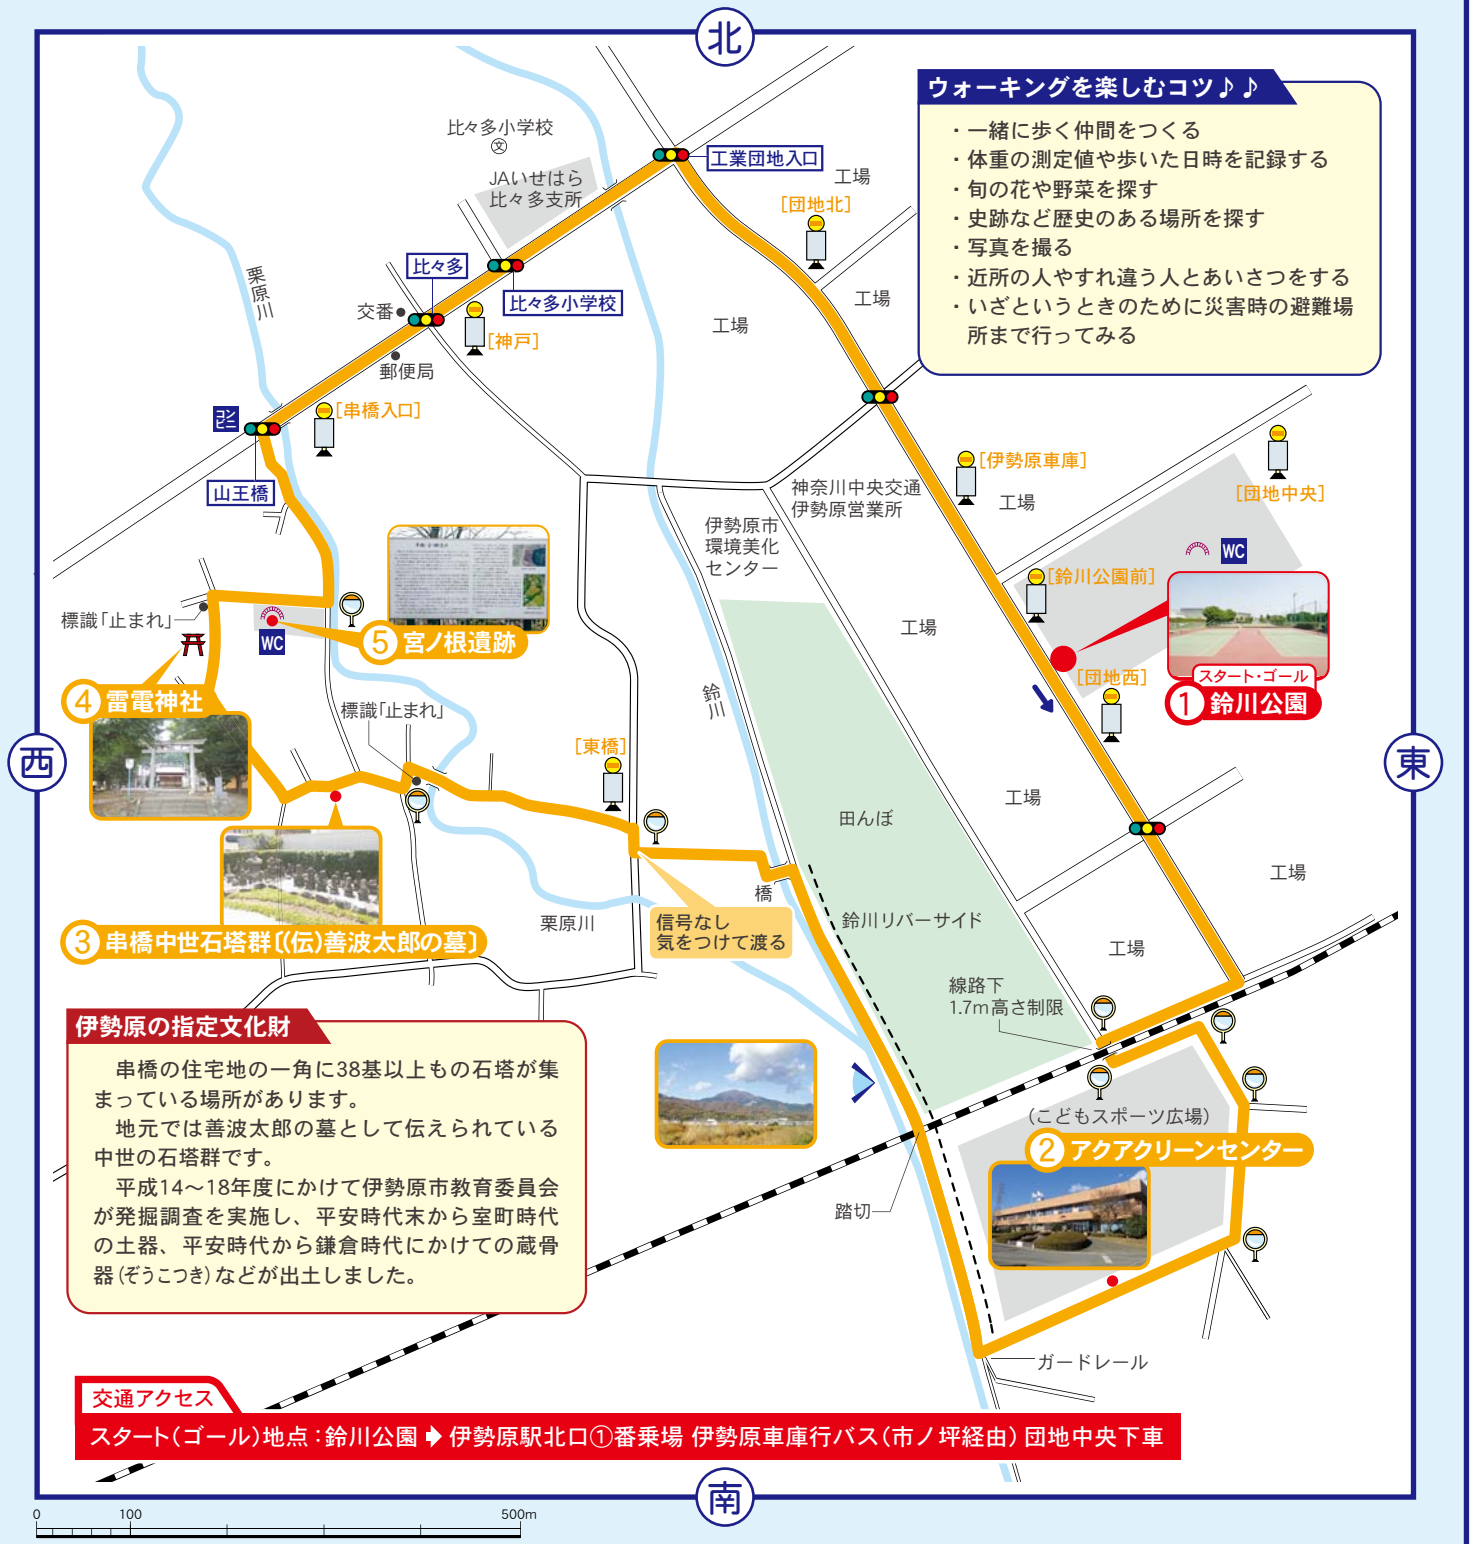 北
ウォーキングを楽しむコツ♪♪
・一緒に歩く仲間をつくる
・体重の測定値や歩いた日時を記録する
・旬の花や野菜を探す
・史跡など歴史のある場所を探す
・写真を撮る
・近所の人やすれ違う人とあいさつをする
・いざというときのために災害時の避難場
所まで行ってみる
比々多小学校
文
JAいせはら
比々多支所
工業団地入口
工場
[団地北]
栗原川
比々多
比々多小学校
交番
[神戸]
郵便局
工場
工場
コン
ビニ
[串橋入口]
山王橋
神奈川中央交通
伊勢原営業所
[伊勢原車庫]
工場
[団地中央]
伊勢原市
環境美化
センター
WC
[鈴川公園前]
標識「止まれ」
WC
⑤宮ノ根遺跡
工場
[団地西]
スタート・ゴール
①鈴川公園
④雷電神社
鈴川
標識「止まれ」
西
東
[東橋]
工場
田んぼ
工場
橋
③串橋中世石塔群〔(伝)善波太郎の墓〕
栗原川
信号なし
気をつけて渡る
鈴川リバーサイド
工場
線路下
1.7m高さ制限
伊勢原の指定文化財
串橋の住宅地の一角に38基以上もの石塔が集
まっている場所があります。
地元では善波太郎の墓として伝えられている
中世の石塔群です。
平成14〜18年度にかけて伊勢原市教育委員会
が発掘調査を実施し、平安時代末から室町時代
の土器、平安時代から鎌倉時代にかけての蔵骨
器(ぞうこつき)などが出土しました。
(こどもスポーツ広場)
②アクアクリーンセンター
踏切
ガードレール
交通アクセス
スタート(ゴール)地点:鈴川公園➡伊勢原駅北口①番乗場 伊勢原車庫行バス(市ノ坪経由)団地中央下車
南
0 100 500m